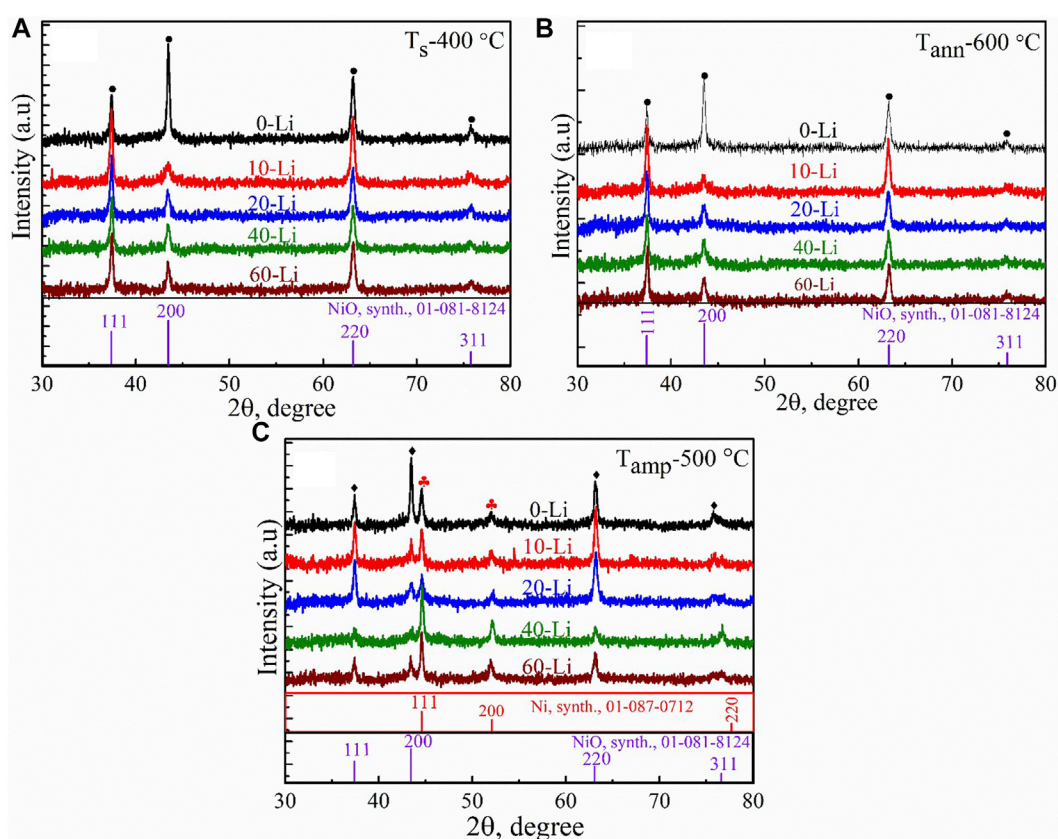 A
Ts-400 °C
Intensity (a.u)
0-Li
10-Li
20-Li
40-Li
60-Li
NiO, synth., 01-081-8124
111
200
220
311
30 40 50 60 70 80
2θ, degree
B
Tann-600 °C
Intensity (a.u)
0-Li
10-Li
20-Li
40-Li
60-Li
NiO, synth., 01-081-8124
111
200
220
311
30 40 50 60 70 80
2θ, degree
C
Tamp-500 °C
Intensity (a.u)
0-Li
10-Li
20-Li
40-Li
60-Li
111
200
Ni, synth., 01-087-0712
220
111
200
NiO, synth., 01-081-8124
220
311
30 40 50 60 70 80
2θ, degree